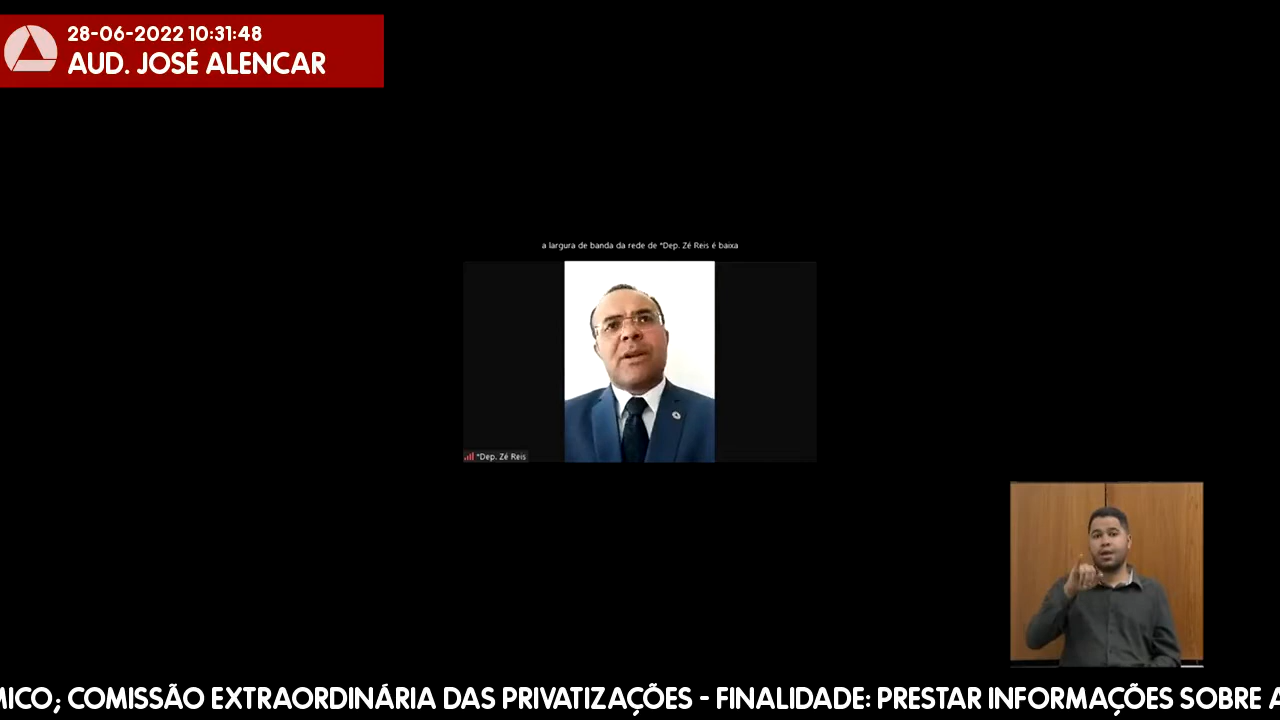 28-06-2022 10:31:48
AUD. JOSÉ ALENCAR
a largura de banda da rede de *Dep. Zé Reis é baixa
*Dep. Zé Reis
MICO; COMISSÃO EXTRAORDINÁRIA DAS PRIVATIZAÇÕES - FINALIDADE: PRESTAR INFORMAÇÕES SOBRE A